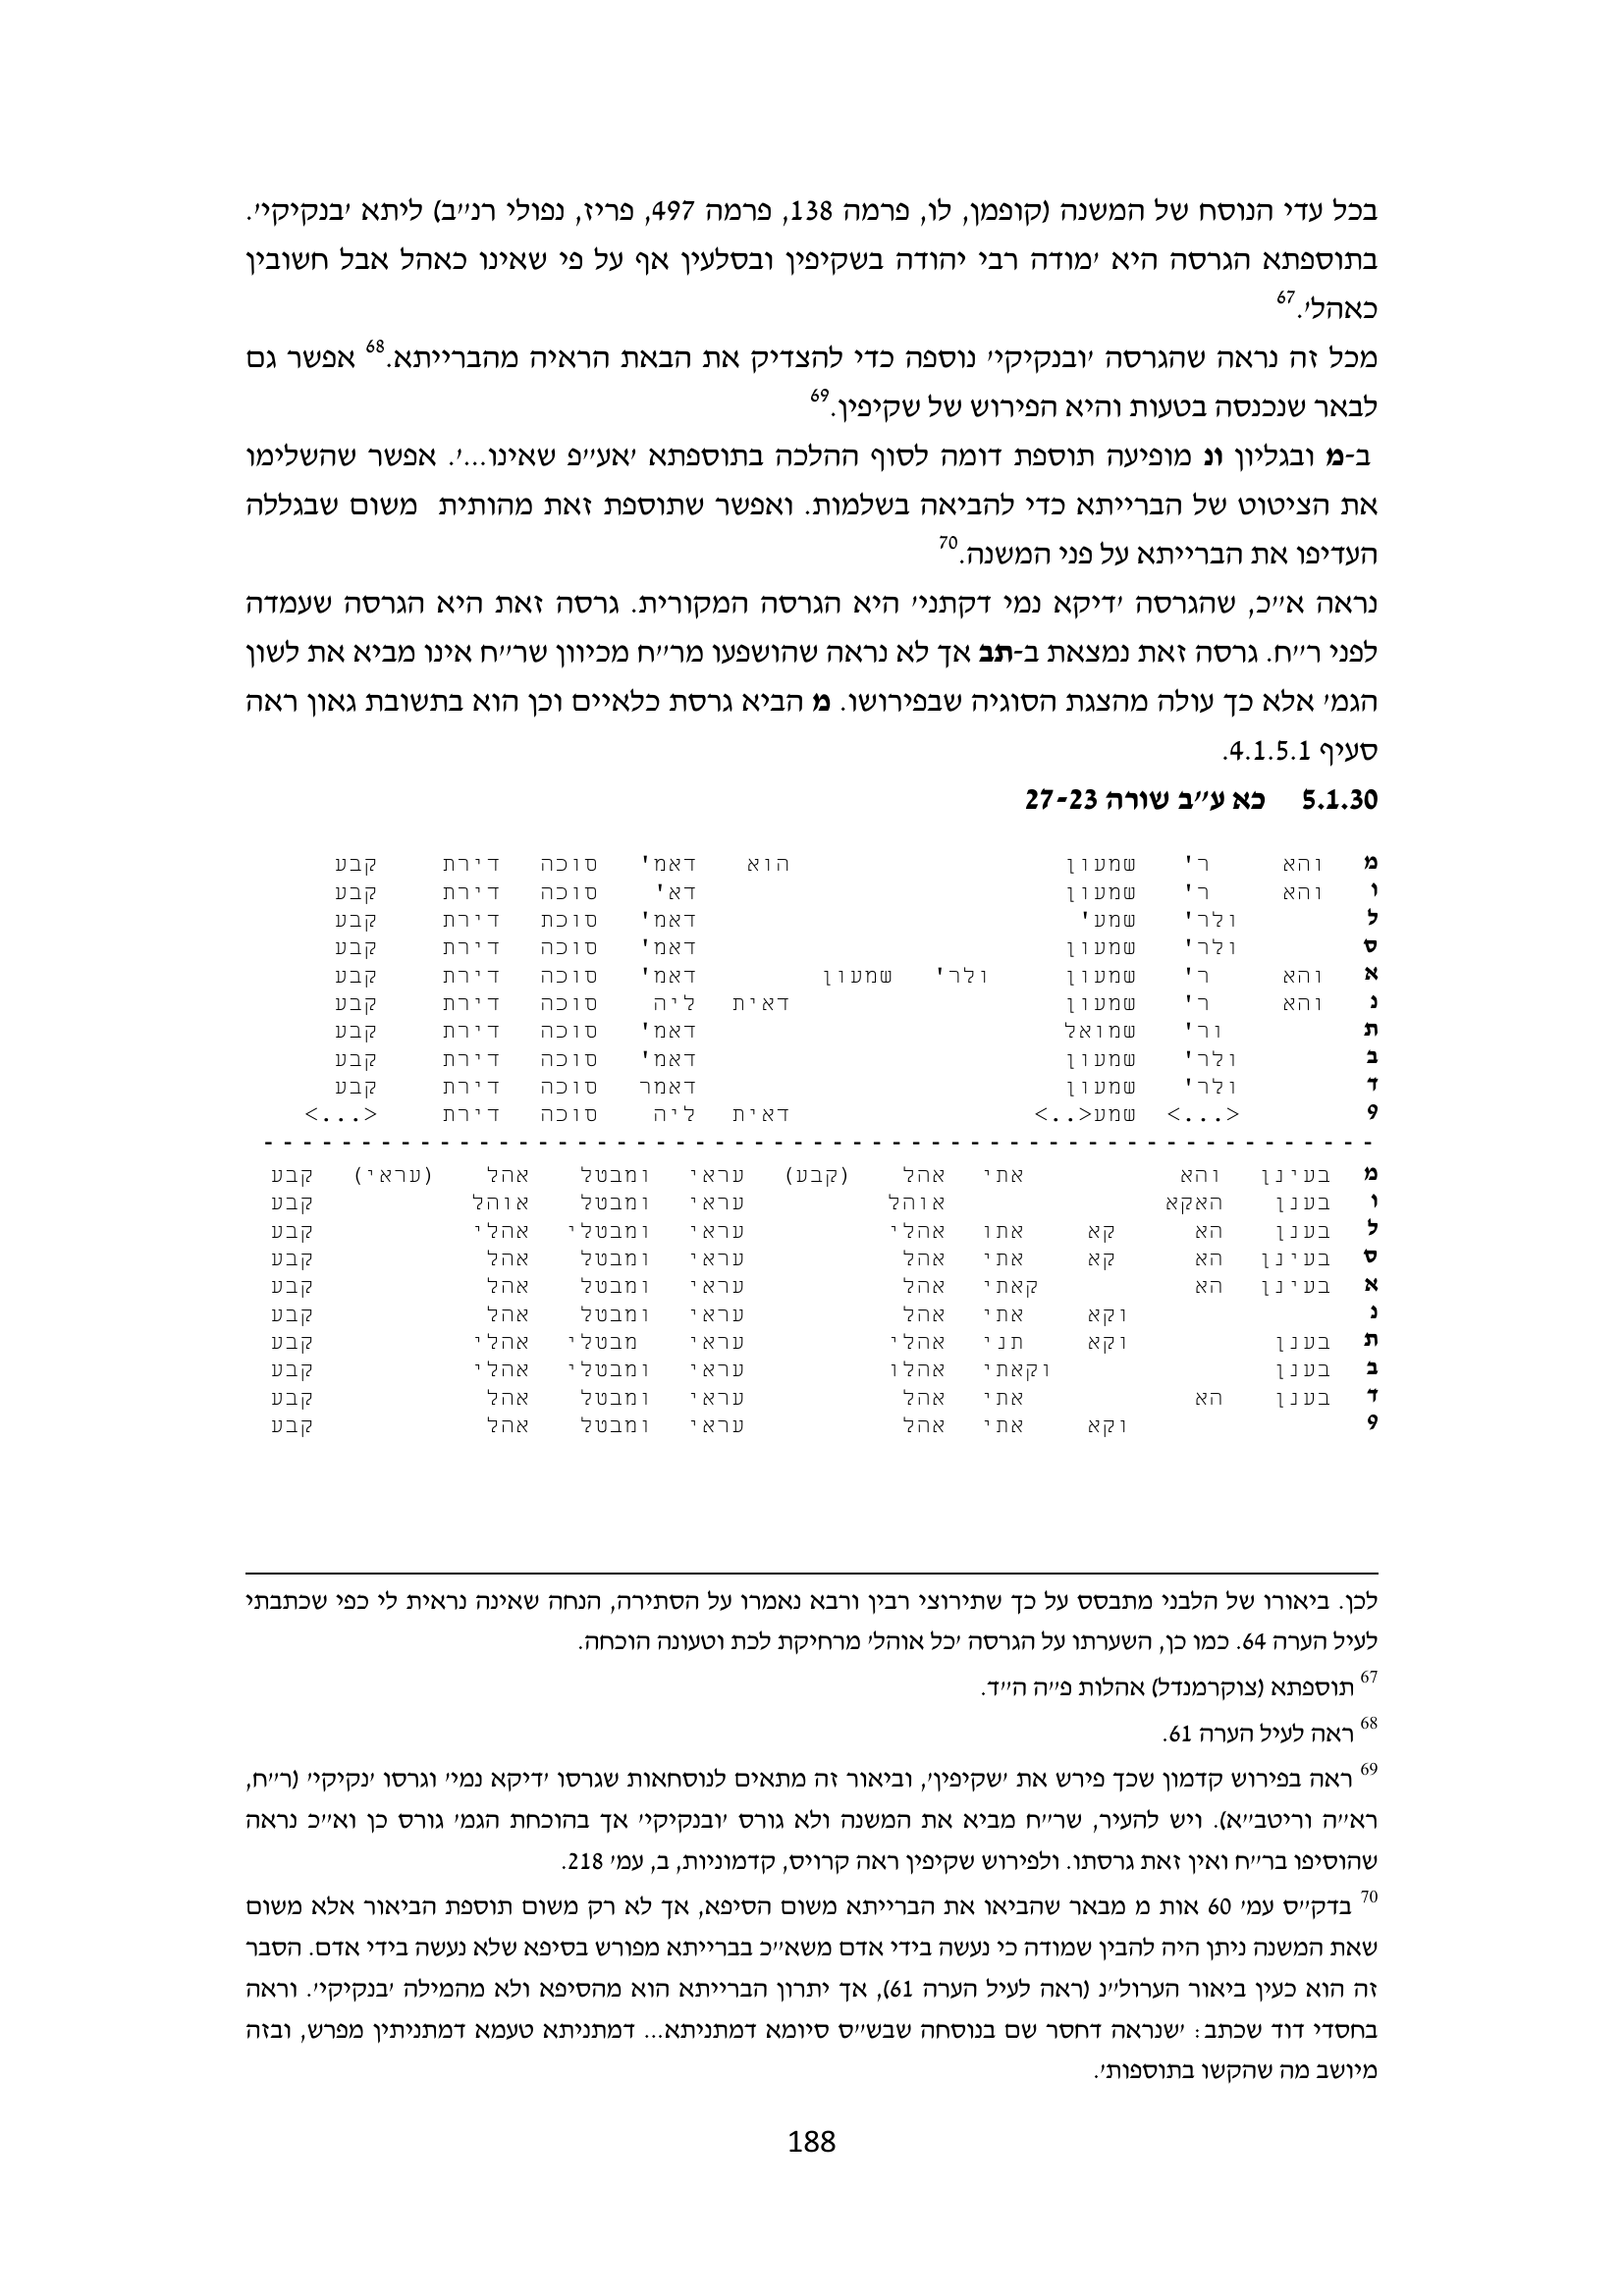 בכל עדי הנוסח של המשנה (קופמן, לו, פרמה 138, פרמה 497, פריז, נפולי רנ״ב) ליתא ׳בנקיקי׳.
בתוספתא הגרסה היא ׳מודה רבי יהודה בשקיפין ובסלעין אף על פי שאינו כאהל אבל חשובין
כאהל׳.67
מכל זה נראה שהגרסה ׳ובנקיקי׳ נוספה כדי להצדיק את הבאת הראיה מהברייתא.68 אפשר גם
לבאר שנכנסה בטעות והיא הפירוש של שקיפין.69
ב-מ ובגליון ונ מופיעה תוספת דומה לסוף ההלכה בתוספתא ׳אע״פ שאינו...׳. אפשר שהשלימו
את הציטוט של הברייתא כדי להביאה בשלמות. ואפשר שתוספת זאת מהותית משום שבגללה
העדיפו את הברייתא על פני המשנה.70
נראה א״כ, שהגרסה ׳דיקא נמי דקתני׳ היא הגרסה המקורית. גרסה זאת היא הגרסה שעמדה
לפני ר״ח. גרסה זאת נמצאת ב-תב אך לא נראה שהושפעו מר״ח מכיוון שר״ח אינו מביא את לשון
הגמ׳ אלא כך עולה מהצגת הסוגיה שבפירושו. מ הביא גרסת כלאיים וכן הוא בתשובת גאון ראה
סעיף 4.1.5.1.
5.1.30 כא ע״ב שורה 27-23
מ והא ר' שמעון הוא דאמ' סוכה דירת קבע
ו והא ר' שמעון דא' סוכה דירת קבע
ל ולר' שמע' דאמ' סוכת דירת קבע
ס ולר' שמעון דאמ' סוכה דירת קבע
א והא ר' שמעון ולר' שמעון דאמ' סוכה דירת קבע
נ והא ר' שמעון דאית ליה סוכה דירת קבע
ת ור' שמואל דאמ' סוכה דירת קבע
ב ולר' שמעון דאמ' סוכה דירת קבע
ד ולר' שמעון דאמר סוכה דירת קבע
9 <...> שמע<..> דאית ליה סוכה דירת <...>
- - - - - - - - - - - - - - - - - - - - - - - - - - - - - - - - - - - - - - - - - - - - - - - - - - - - - - - - - -
מ בעינן והא אתי אהל (קבע) עראי ומבטל אהל (עראי) קבע
ו בענן האקא אוהל עראי ומבטל אוהל קבע
ל בענן הא קא אתו אהלי עראי ומבטלי אהלי קבע
ס בעינן הא קא אתי אהל עראי ומבטל אהל קבע
א בעינן הא קאתי אהל עראי ומבטל אהל קבע
נ וקא אתי אהל עראי ומבטל אהל קבע
ת בענן וקא תני אהלי עראי מבטלי אהלי קבע
ב בענן וקאתי אהלו עראי ומבטלי אהלי קבע
ד בענן הא אתי אהל עראי ומבטל אהל קבע
9 וקא אתי אהל עראי ומבטל אהל קבע
לכן. ביאורו של הלבני מתבסס על כך שתירוצי רבין ורבא נאמרו על הסתירה, הנחה שאינה נראית לי כפי שכתבתי
לעיל הערה 64. כמו כן, השערתו על הגרסה ׳כל אוהל׳ מרחיקת לכת וטעונה הוכחה.
67 תוספתא (צוקרמנדל) אהלות פ״ה ה״ד.
68 ראה לעיל הערה 61.
69 ראה בפירוש קדמון שכך פירש את ׳שקיפין׳, וביאור זה מתאים לנוסחאות שגרסו ׳דיקא נמי׳ וגרסו ׳נקיקי׳ (ר״ח,
רא״ה וריטב״א). ויש להעיר, שר״ח מביא את המשנה ולא גורס ׳ובנקיקי׳ אך בהוכחת הגמ׳ גורס כן וא״כ נראה
שהוסיפו בר״ח ואין זאת גרסתו. ולפירוש שקיפין ראה קרויס, קדמוניות, ב, עמ׳ 218.
70 בדק״ס עמ׳ 60 אות מ מבאר שהביאו את הברייתא משום הסיפא, אך לא רק משום תוספת הביאור אלא משום
שאת המשנה ניתן היה להבין שמודה כי נעשה בידי אדם משא״כ בברייתא מפורש בסיפא שלא נעשה בידי אדם. הסבר
זה הוא כעין ביאור הערול״נ (ראה לעיל הערה 61), אך יתרון הברייתא הוא מהסיפא ולא מהמילה ׳בנקיקי׳. וראה
בחסדי דוד שכתב: ׳שנראה דחסר שם בנוסחה שבש״ס סיומא דמתניתא... דמתניתא טעמא דמתניתין מפרש, ובזה
מיושב מה שהקשו בתוספות׳.
188